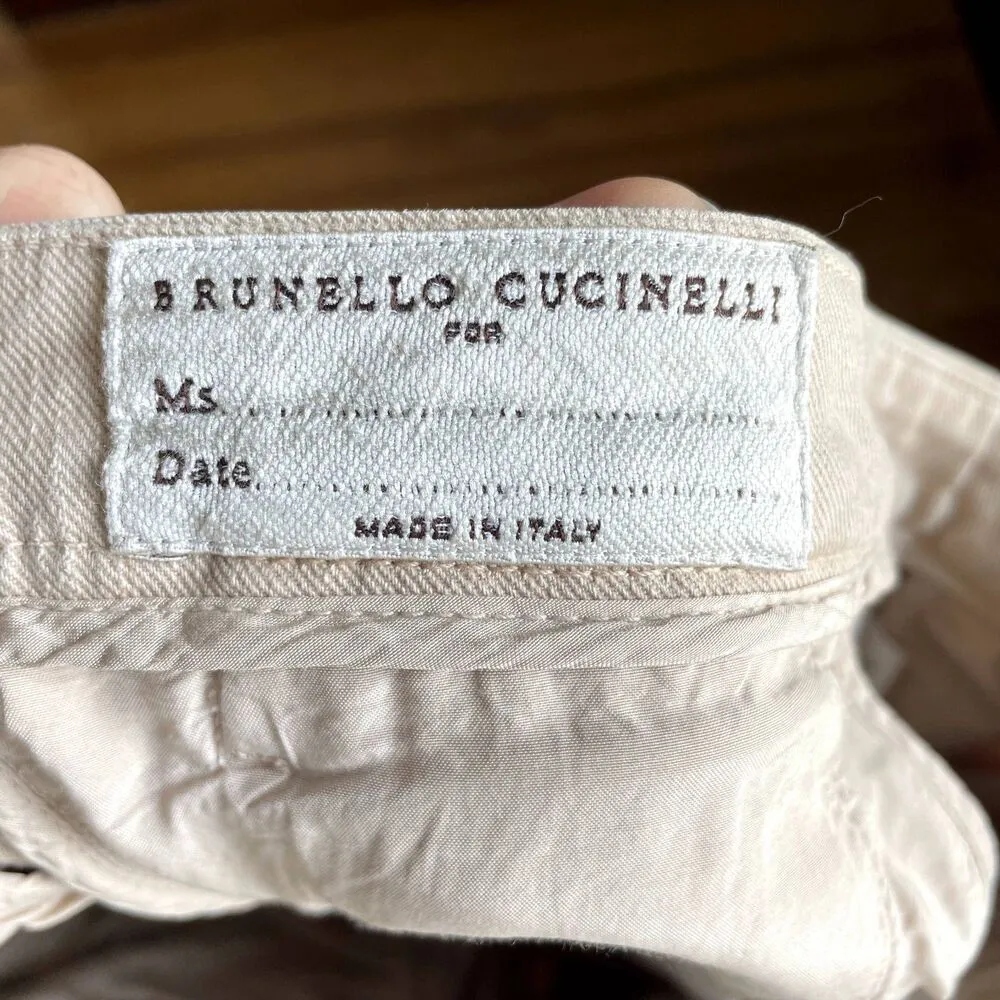 BRUNELLO CUCINELLI
FOR
Ms
Date
MADE IN ITALY